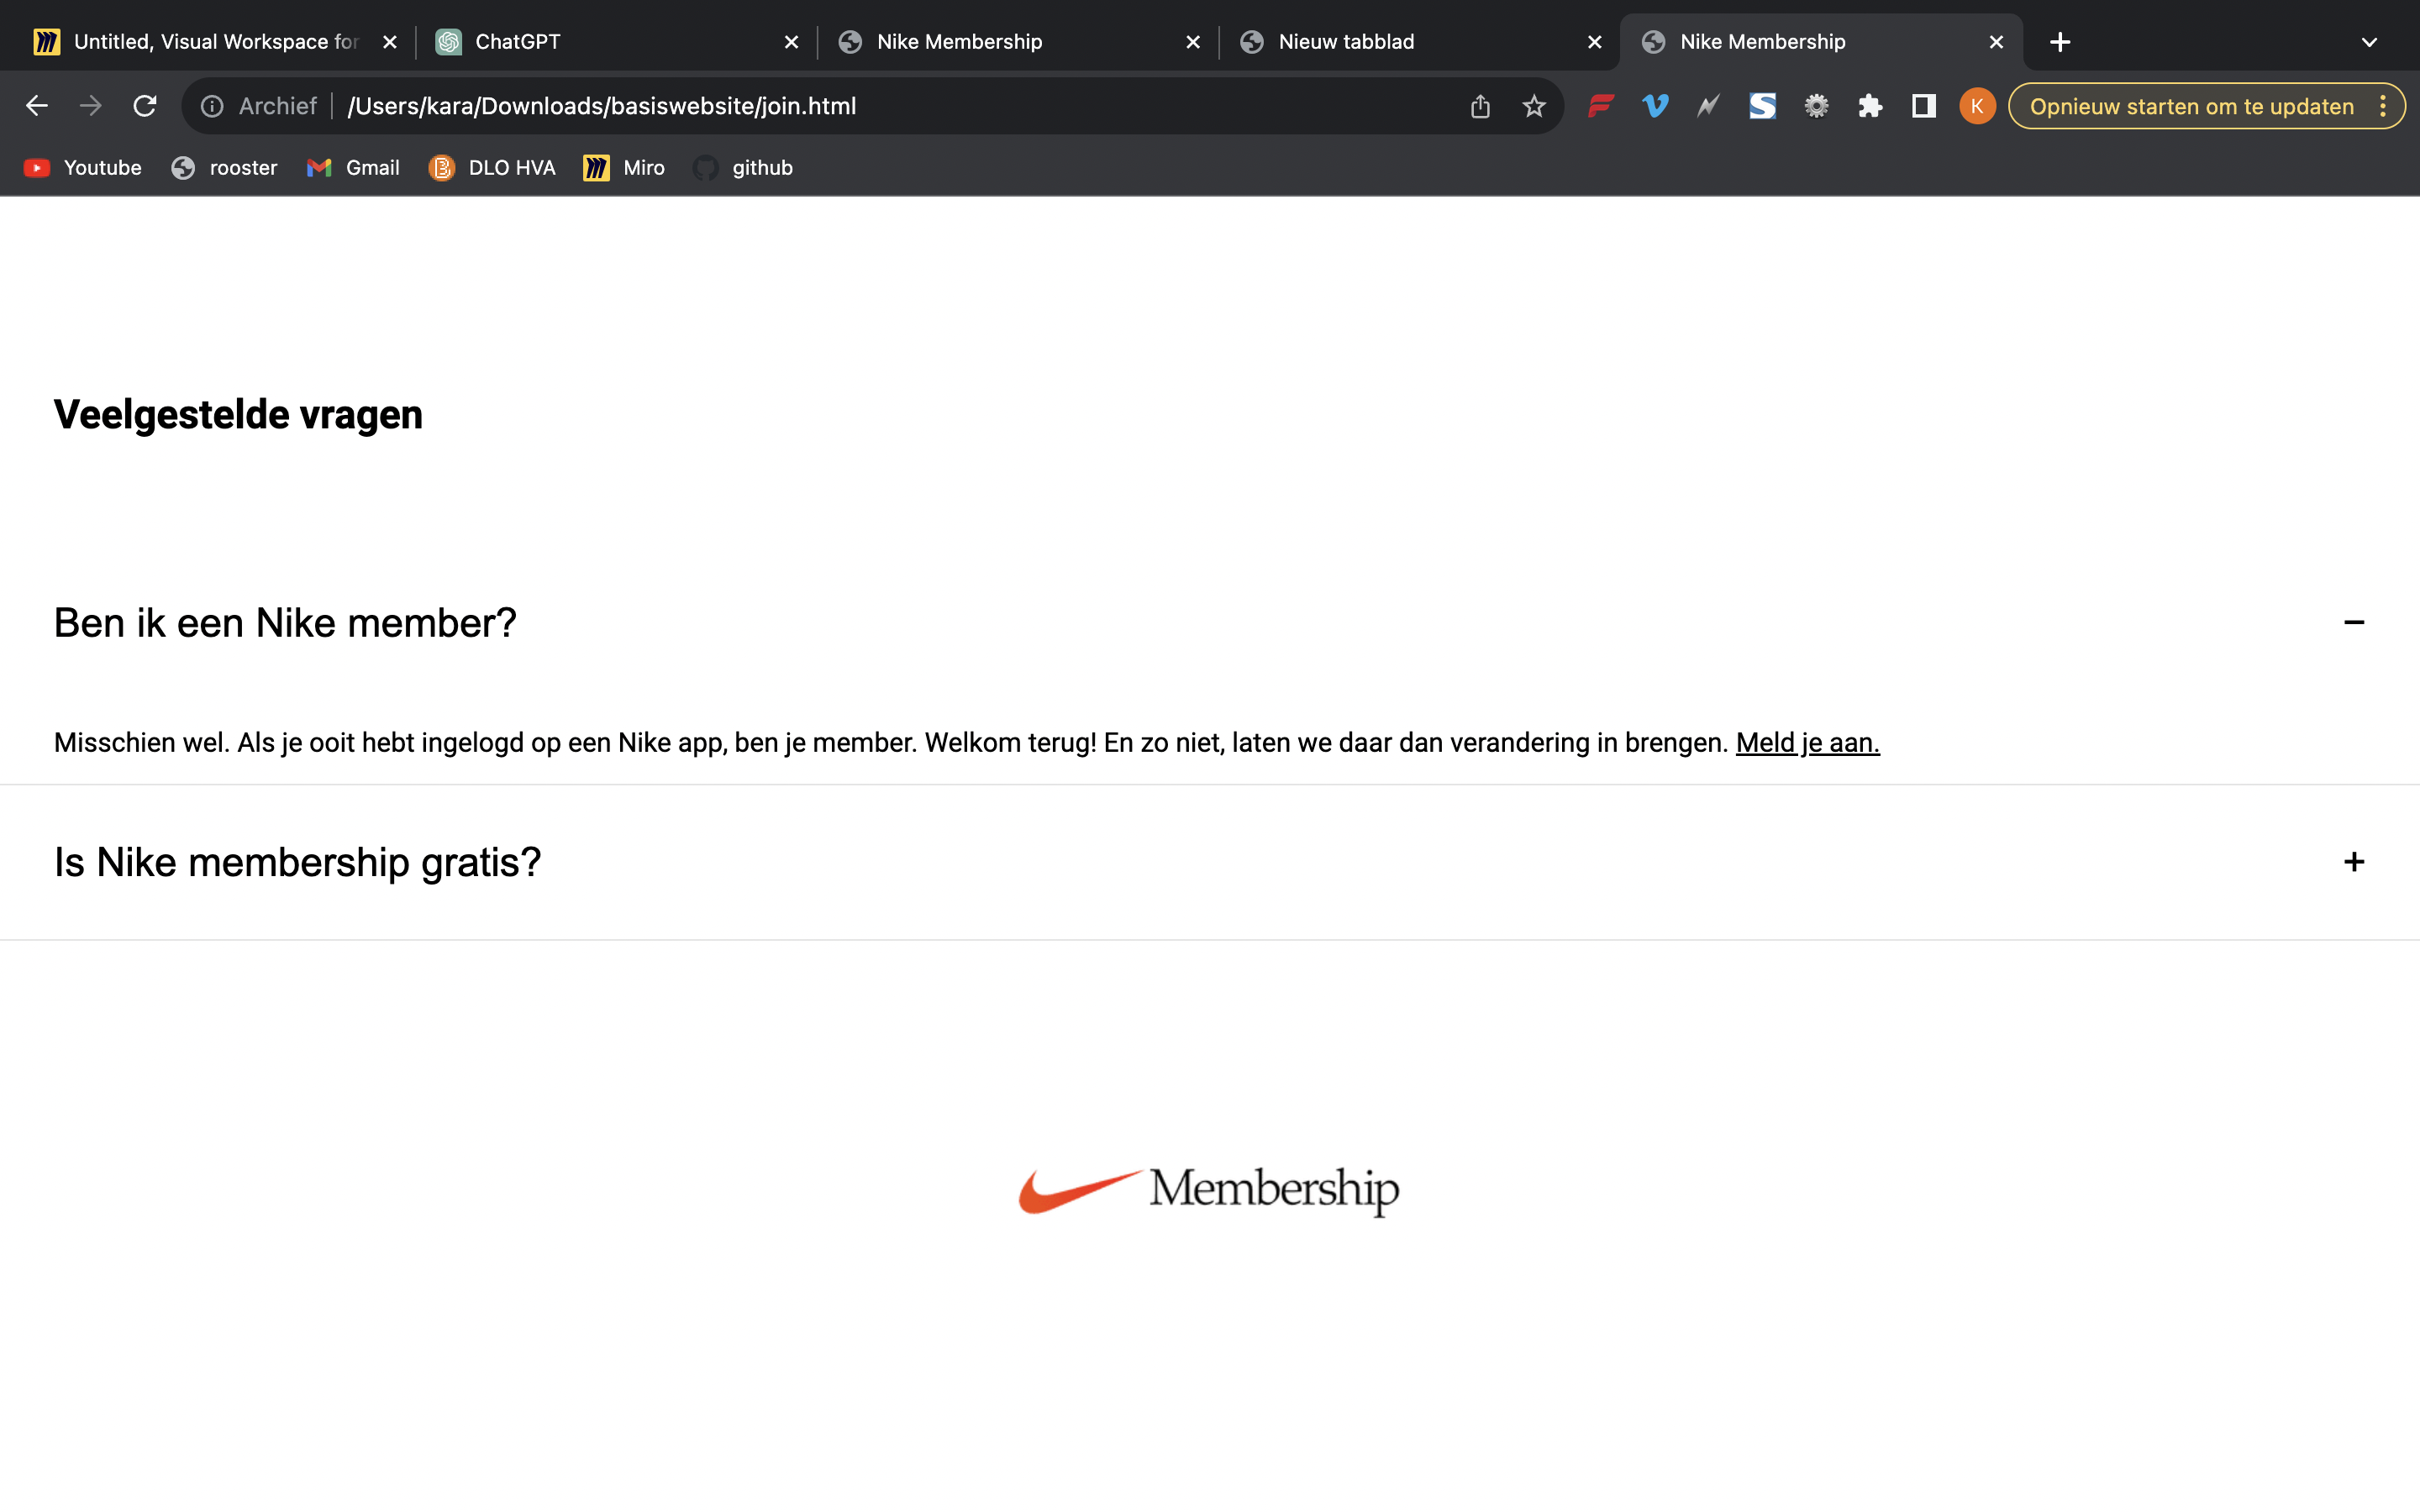 Untitled, Visual Workspace for
ChatGPT
Nike Membership
Nieuw tabblad
Nike Membership
Archief
/Users/kara/Downloads/basiswebsite/join.html
K
Opnieuw starten om te updaten
Youtube
rooster
Gmail
DLO HVA
Miro
github
Veelgestelde vragen
Ben ik een Nike member?
Misschien wel. Als je ooit hebt ingelogd op een Nike app, ben je member. Welkom terug! En zo niet, laten we daar dan verandering in brengen. Meld je aan.
Is Nike membership gratis?
Membership